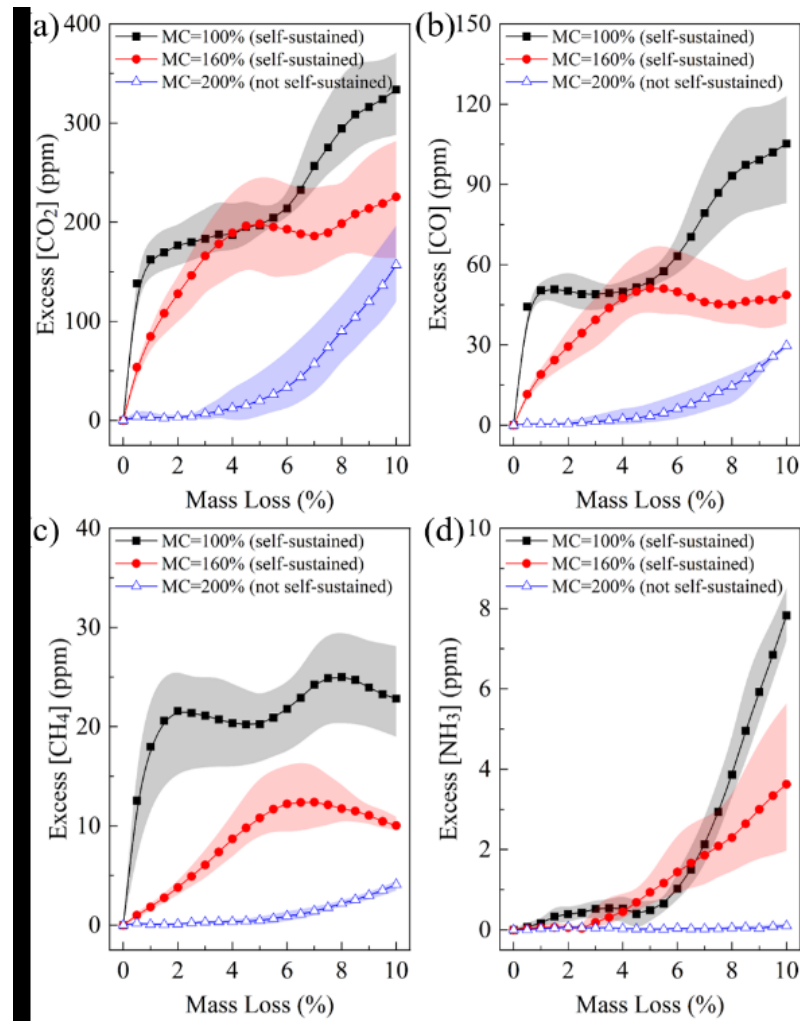 a)
MC=100% (self-sustained)
MC=160% (self-sustained)
MC=200% (not self-sustained)
400
300
200
100
0
Excess [CO₂] (ppm)
0 2 4 6 8 10
Mass Loss (%)
(b)
MC=100% (self-sustained)
MC=160% (self-sustained)
MC=200% (not self-sustained)
150
120
90
60
30
0
Excess [CO] (ppm)
0 2 4 6 8 10
Mass Loss (%)
c)
MC=100% (self-sustained)
MC=160% (self-sustained)
MC=200% (not self-sustained)
40
30
20
10
0
Excess [CH₄] (ppm)
0 2 4 6 8 10
Mass Loss (%)
(d)
MC=100% (self-sustained)
MC=160% (self-sustained)
MC=200% (not self-sustained)
10
8
6
4
2
0
Excess [NH₃] (ppm)
0 2 4 6 8 10
Mass Loss (%)